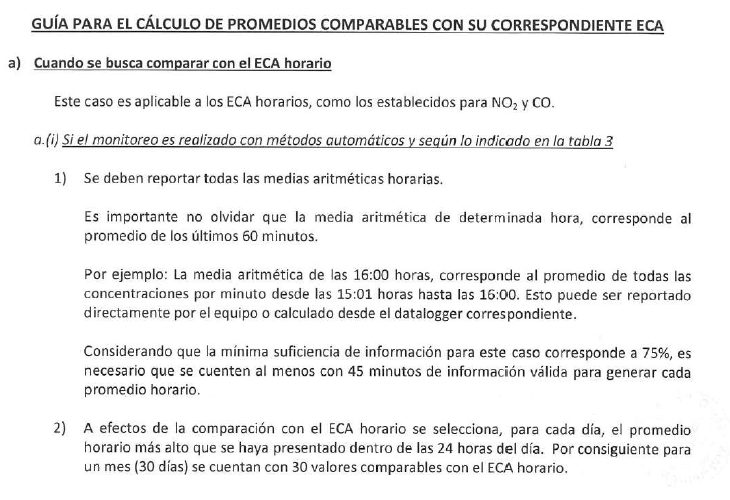 GUÍA PARA EL CÁLCULO DE PROMEDIOS COMPARABLES CON SU CORRESPONDIENTE ECA
a) Cuando se busca comparar con el ECA horario
Este caso es aplicable a los ECA horarios, como los establecidos para NO₂ y CO.
a.(i) Si el monitoreo es realizado con métodos automáticos y según lo indicado en la tabla 3
1) Se deben reportar todas las medias aritméticas horarias.
Es importante no olvidar que la media aritmética de determinada hora, corresponde al
promedio de los últimos 60 minutos.
Por ejemplo: La media aritmética de las 16:00 horas, corresponde al promedio de todas las
concentraciones por minuto desde las 15:01 horas hasta las 16:00. Esto puede ser reportado
directamente por el equipo o calculado desde el datalogger correspondiente.
Considerando que la mínima suficiencia de información para este caso corresponde a 75%, es
necesario que se cuenten al menos con 45 minutos de información válida para generar cada
promedio horario.
2) A efectos de la comparación con el ECA horario se selecciona, para cada día, el promedio
horario más alto que se haya presentado dentro de las 24 horas del día. Por consiguiente para
un mes (30 días) se cuentan con 30 valores comparables con el ECA horario.